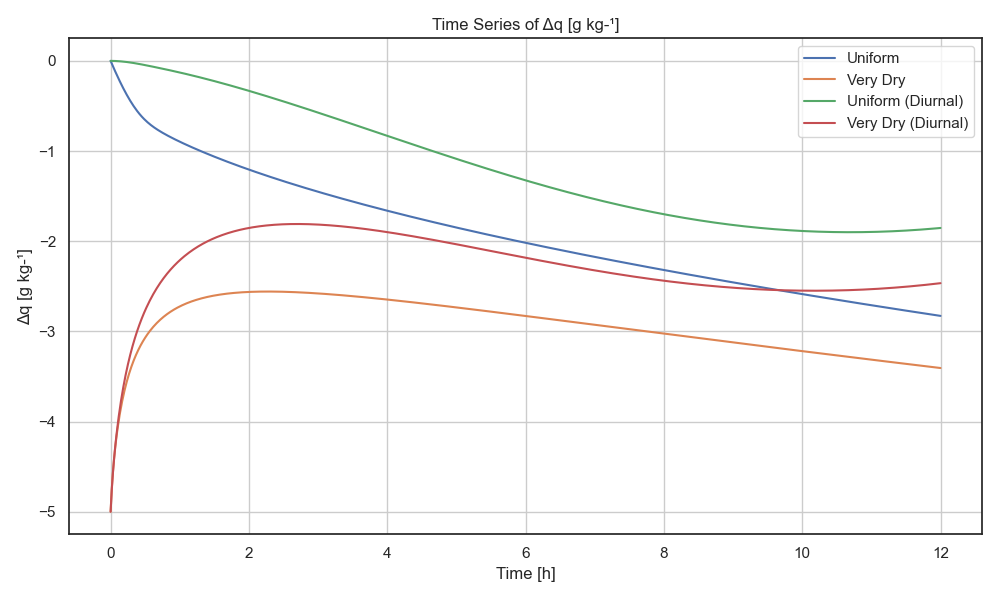 Time Series of Δq [g kg-¹]
Uniform
Very Dry
Uniform (Diurnal)
Very Dry (Diurnal)
Δq [g kg-¹]
0
−1
−2
−3
−4
−5
0 2 4 6 8 10 12
Time [h]